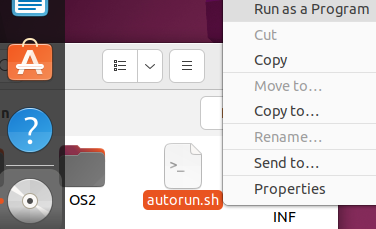 Run as a Program
Cut
Copy
Move to...
Copy to...
Rename...
Send to...
Properties
OS2
autorun.sh
INF